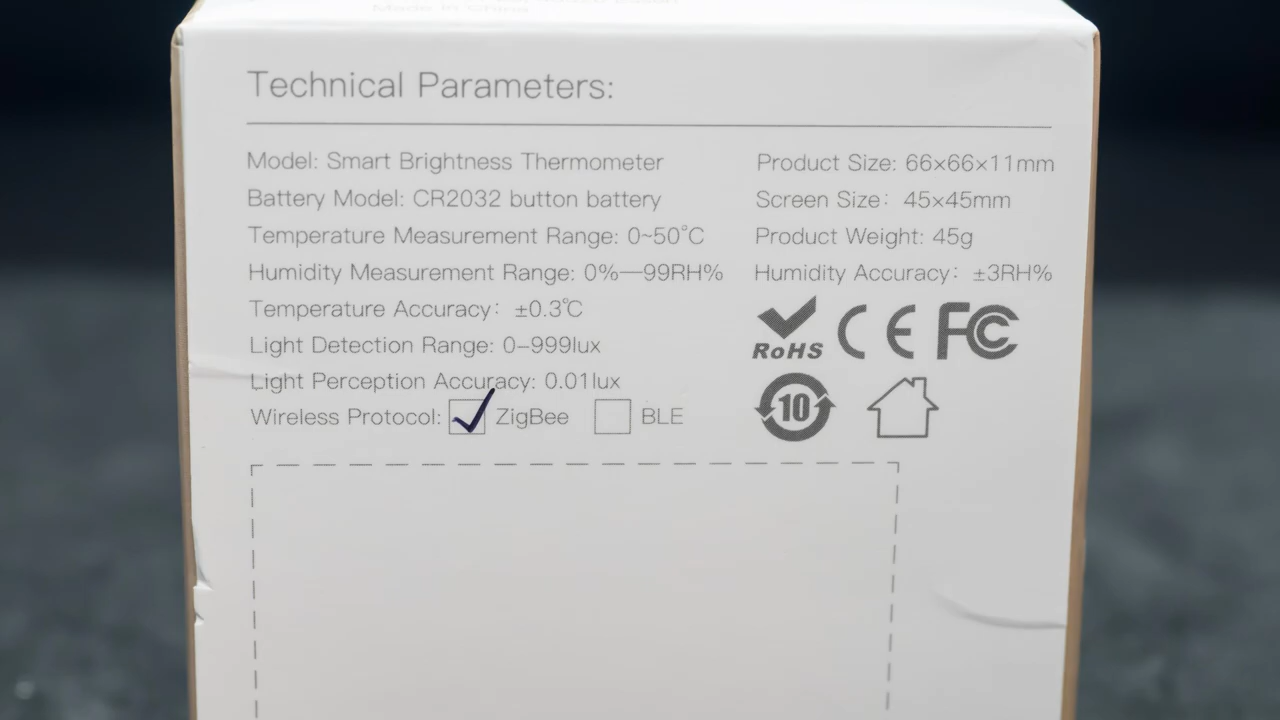 Made in China
Technical Parameters:
Model: Smart Brightness Thermometer
Battery Model: CR2032 button battery
Temperature Measurement Range: 0~50℃
Humidity Measurement Range: 0%—99RH%
Temperature Accuracy: ±0.3℃
Light Detection Range: 0–999lux
Light Perception Accuracy: 0.01lux
Wireless Protocol: ZigBee BLE
Product Size: 66×66×11mm
Screen Size: 45×45mm
Product Weight: 45g
Humidity Accuracy: ±3RH%
RoHS CE FC
10